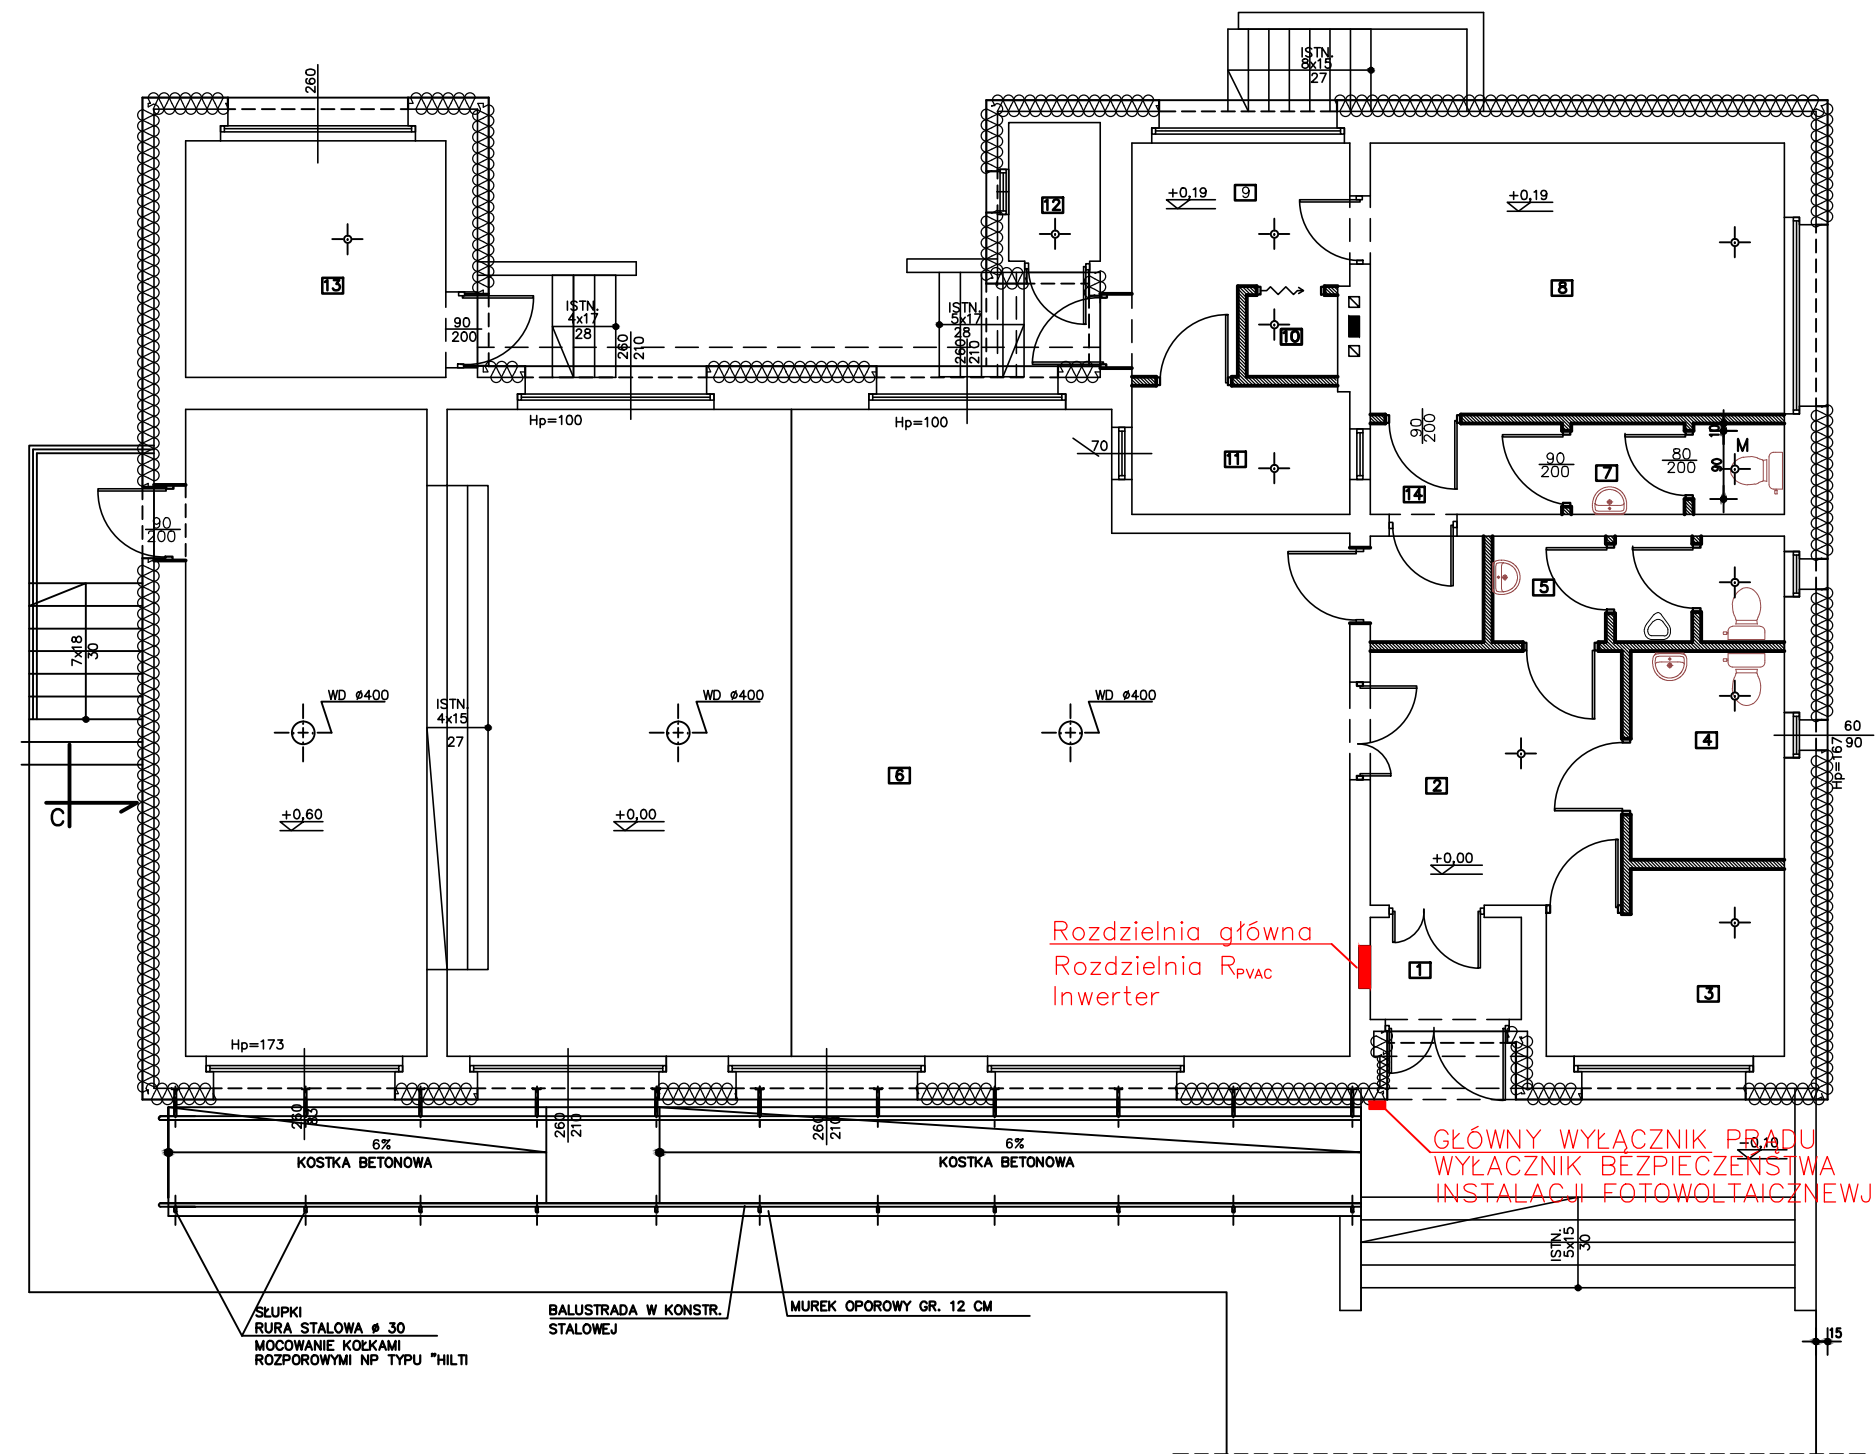 ISTN.
8x15
27
260
+0,19
9
+0,19
12
13
8
ISTN.
4x17
28
ISTN.
5x17
28
90
200
10
260
210
260
210
Hp=100
Hp=100
90
200
10
M
70
11
90
200
7
80
200
90
14
90
200
5
7x18
30
WD ø400
WD ø400
WD ø400
ISTN.
4x15
27
4
60
90
Hp=167
6
2
C
+0,60
+0,00
+0,00
Rozdzielnia główna
Rozdzielnia RPVAC
Inwerter
1
3
Hp=173
260
83
260
210
260
210
6%
KOSTKA BETONOWA
6%
KOSTKA BETONOWA
GŁÓWNY WYŁĄCZNIK PRĄDU
-0,10
WYŁACZNIK BEZPIECZEŃSTWA
INSTALACJI FOTOWOLTAICZNEWJ
ISTN.
5x15
30
SŁUPKI
RURA STALOWA ø 30
MOCOWANIE KOŁKAMI
ROZPOROWYMI NP TYPU "HILTI
BALUSTRADA W KONSTR.
STALOWEJ
MUREK OPOROWY GR. 12 CM
15